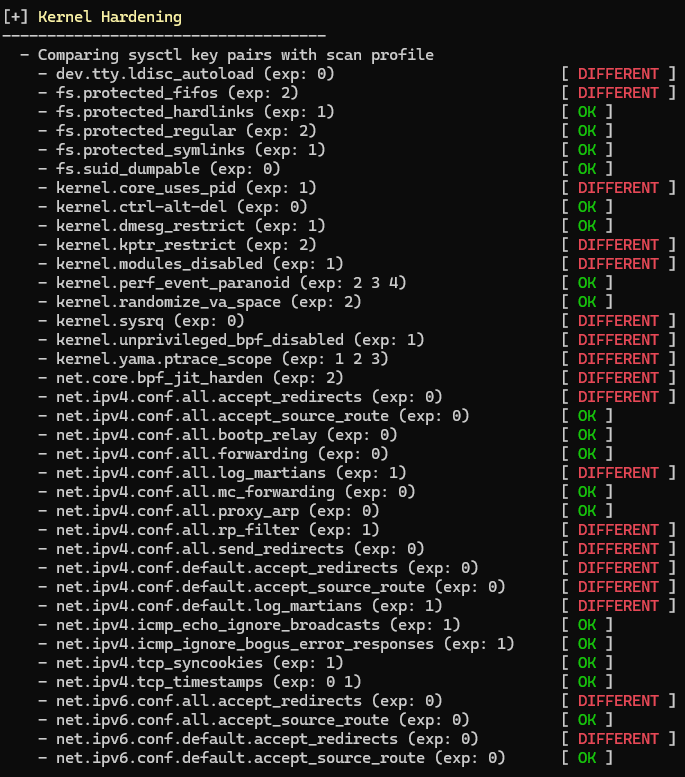 [+] Kernel Hardening
------------------------------------
  - Comparing sysctl key pairs with scan profile
    - dev.tty.ldisc_autoload (exp: 0) [ DIFFERENT ]
    - fs.protected_fifos (exp: 2) [ DIFFERENT ]
    - fs.protected_hardlinks (exp: 1) [ OK ]
    - fs.protected_regular (exp: 2) [ OK ]
    - fs.protected_symlinks (exp: 1) [ OK ]
    - fs.suid_dumpable (exp: 0) [ OK ]
    - kernel.core_uses_pid (exp: 1) [ DIFFERENT ]
    - kernel.ctrl-alt-del (exp: 0) [ OK ]
    - kernel.dmesg_restrict (exp: 1) [ OK ]
    - kernel.kptr_restrict (exp: 2) [ DIFFERENT ]
    - kernel.modules_disabled (exp: 1) [ DIFFERENT ]
    - kernel.perf_event_paranoid (exp: 2 3 4) [ OK ]
    - kernel.randomize_va_space (exp: 2) [ OK ]
    - kernel.sysrq (exp: 0) [ DIFFERENT ]
    - kernel.unprivileged_bpf_disabled (exp: 1) [ DIFFERENT ]
    - kernel.yama.ptrace_scope (exp: 1 2 3) [ DIFFERENT ]
    - net.core.bpf_jit_harden (exp: 2) [ DIFFERENT ]
    - net.ipv4.conf.all.accept_redirects (exp: 0) [ DIFFERENT ]
    - net.ipv4.conf.all.accept_source_route (exp: 0) [ OK ]
    - net.ipv4.conf.all.bootp_relay (exp: 0) [ OK ]
    - net.ipv4.conf.all.forwarding (exp: 0) [ OK ]
    - net.ipv4.conf.all.log_martians (exp: 1) [ DIFFERENT ]
    - net.ipv4.conf.all.mc_forwarding (exp: 0) [ OK ]
    - net.ipv4.conf.all.proxy_arp (exp: 0) [ OK ]
    - net.ipv4.conf.all.rp_filter (exp: 1) [ DIFFERENT ]
    - net.ipv4.conf.all.send_redirects (exp: 0) [ DIFFERENT ]
    - net.ipv4.conf.default.accept_redirects (exp: 0) [ DIFFERENT ]
    - net.ipv4.conf.default.accept_source_route (exp: 0) [ DIFFERENT ]
    - net.ipv4.conf.default.log_martians (exp: 1) [ DIFFERENT ]
    - net.ipv4.icmp_echo_ignore_broadcasts (exp: 1) [ OK ]
    - net.ipv4.icmp_ignore_bogus_error_responses (exp: 1) [ OK ]
    - net.ipv4.tcp_syncookies (exp: 1) [ OK ]
    - net.ipv4.tcp_timestamps (exp: 0 1) [ OK ]
    - net.ipv6.conf.all.accept_redirects (exp: 0) [ DIFFERENT ]
    - net.ipv6.conf.all.accept_source_route (exp: 0) [ OK ]
    - net.ipv6.conf.default.accept_redirects (exp: 0) [ DIFFERENT ]
    - net.ipv6.conf.default.accept_source_route (exp: 0) [ OK ]